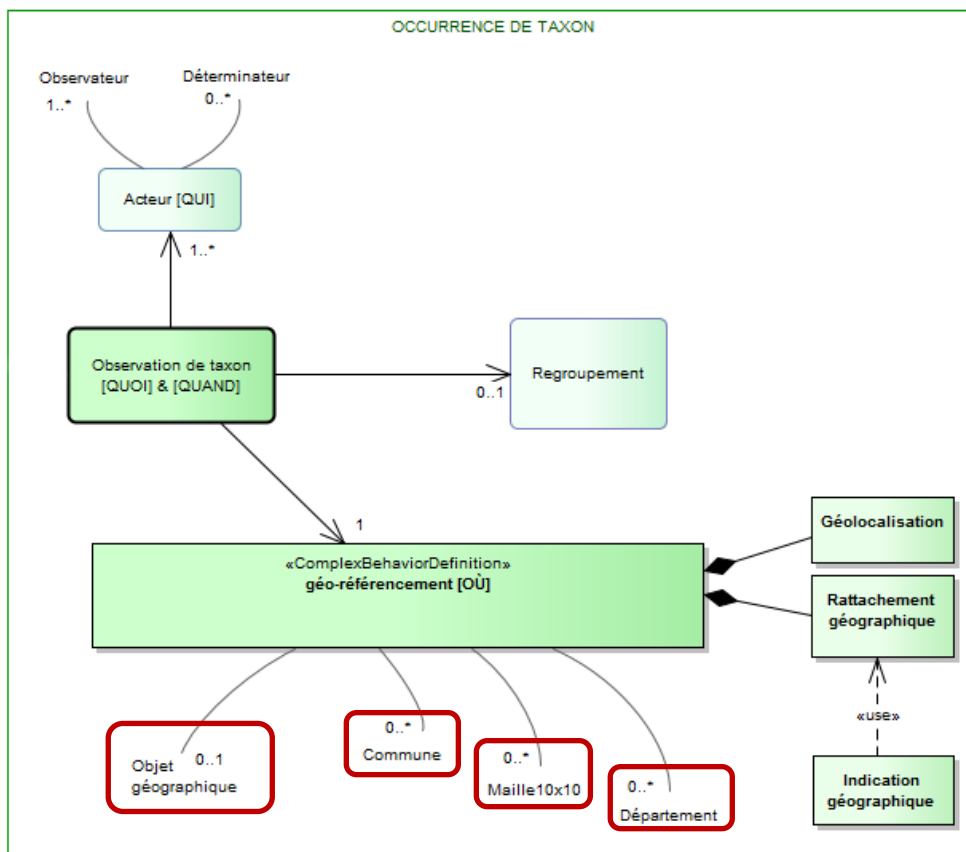 OCCURRENCE DE TAXON
Observateur
1..*
Déterminateur
0..*
Acteur [QUI]
1..*
Observation de taxon
[QUOI] & [QUAND]
0..1
Regroupement
1
«ComplexBehaviorDefinition»
géo-référencement [OÙ]
Géolocalisation
Rattachement
géographique
«use»
Indication
géographique
Objet
géographique
0..1
0..*
Commune
0..*
Maille10x10
0..*
Département